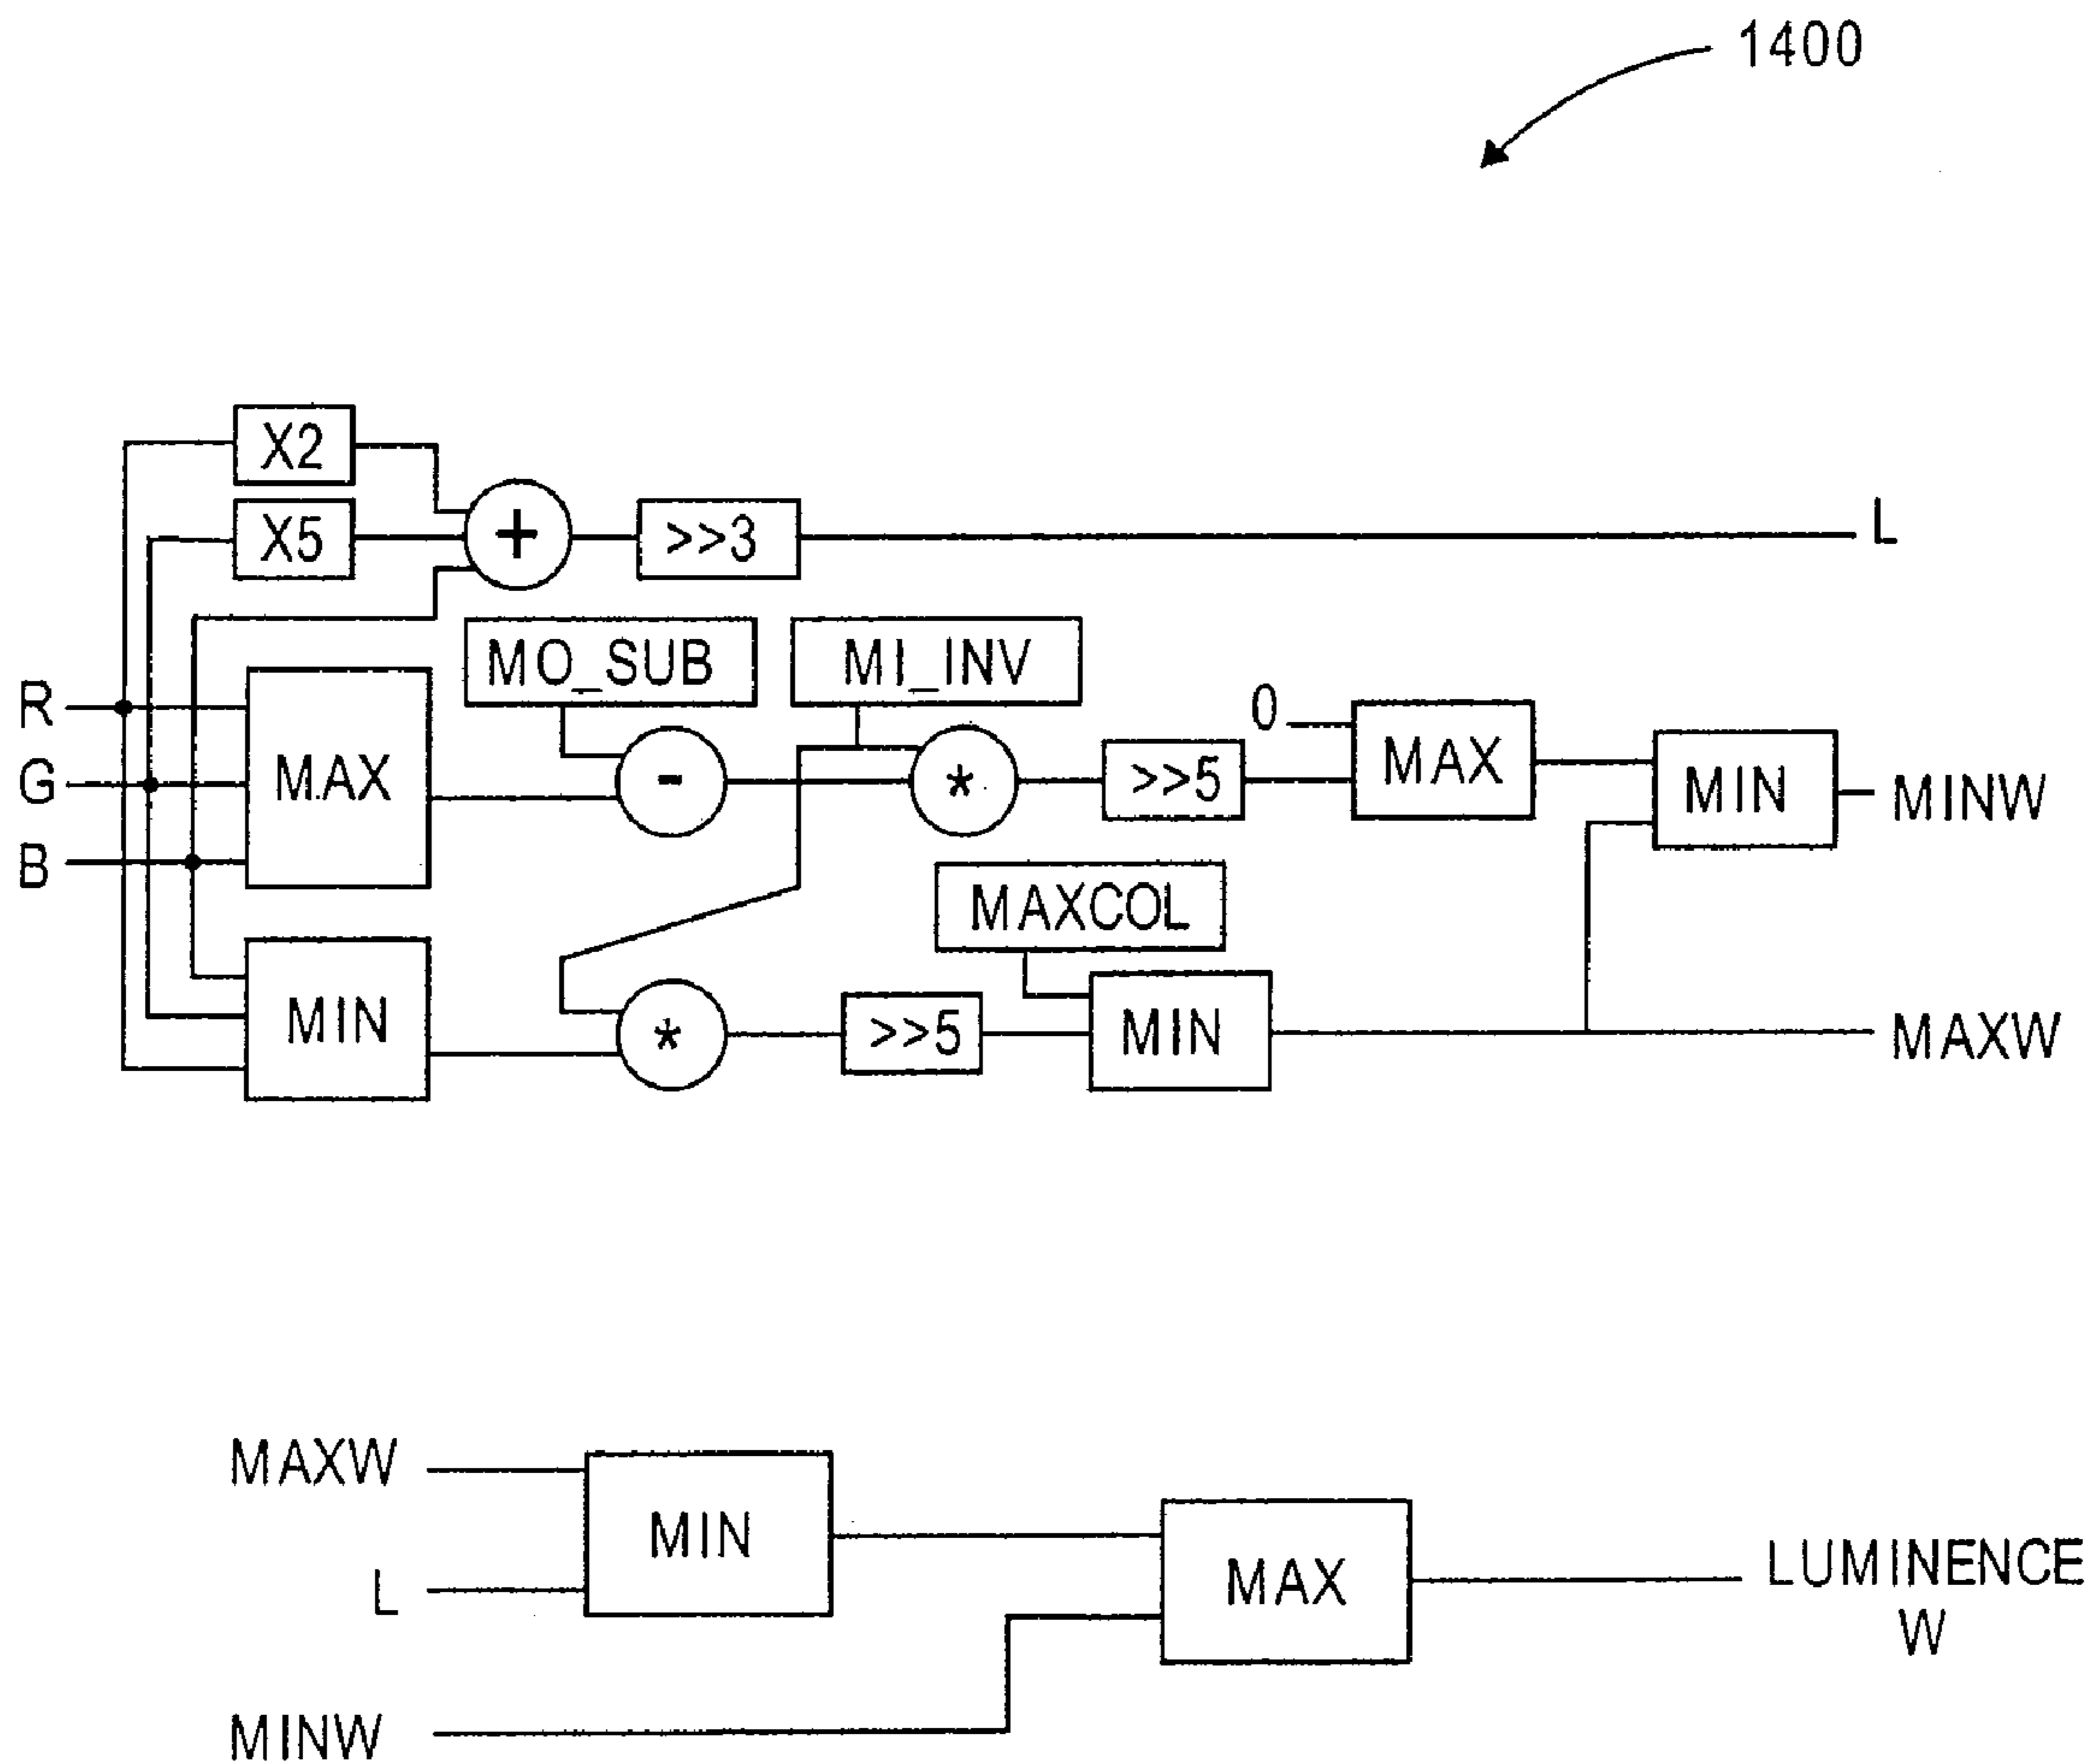 1400
X2
X5
+
>>3
L
MO_SUB
MI_INV
R
G
B
MAX
-
*
>>5
0
MAX
MIN
MINW
MAXCOL
MIN
*
>>5
MIN
MAXW
MAXW
L
MIN
MINW
MAX
LUMINENCE
W